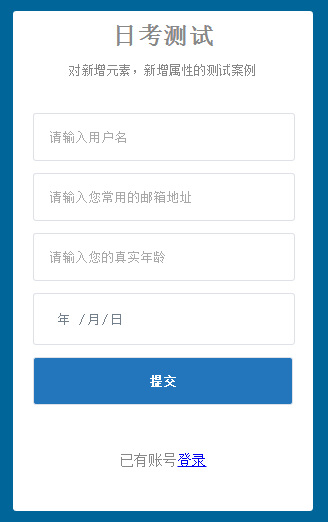 日考测试
对新增元素，新增属性的测试案例
请输入用户名
请输入您常用的邮箱地址
请输入您的真实年龄
年 /月/日
提交
已有账号登录